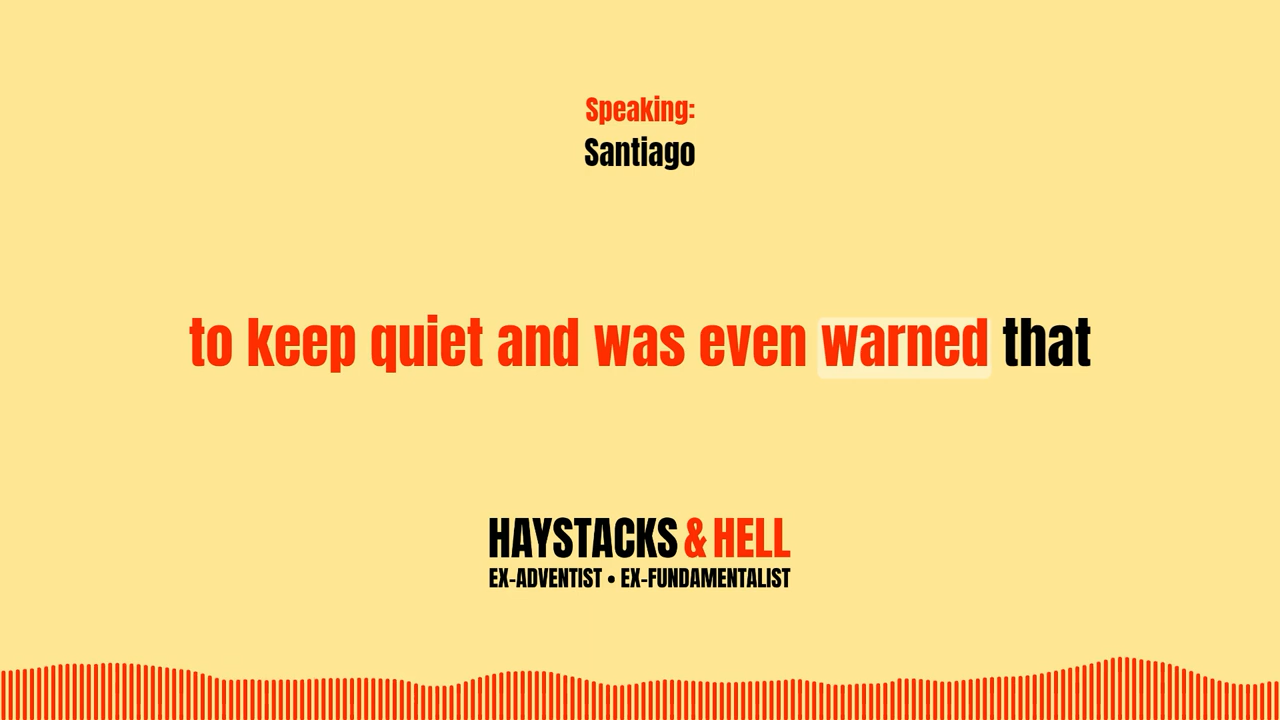 Speaking:
Santiago
to keep quiet and was even warned that
HAYSTACKS & HELL
EX-ADVENTIST • EX-FUNDAMENTALIST